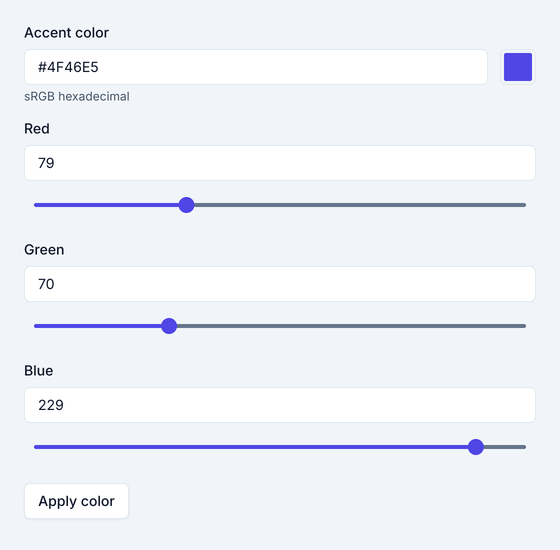 Accent color
#4F46E5
sRGB hexadecimal
Red
79
Green
70
Blue
229
Apply color